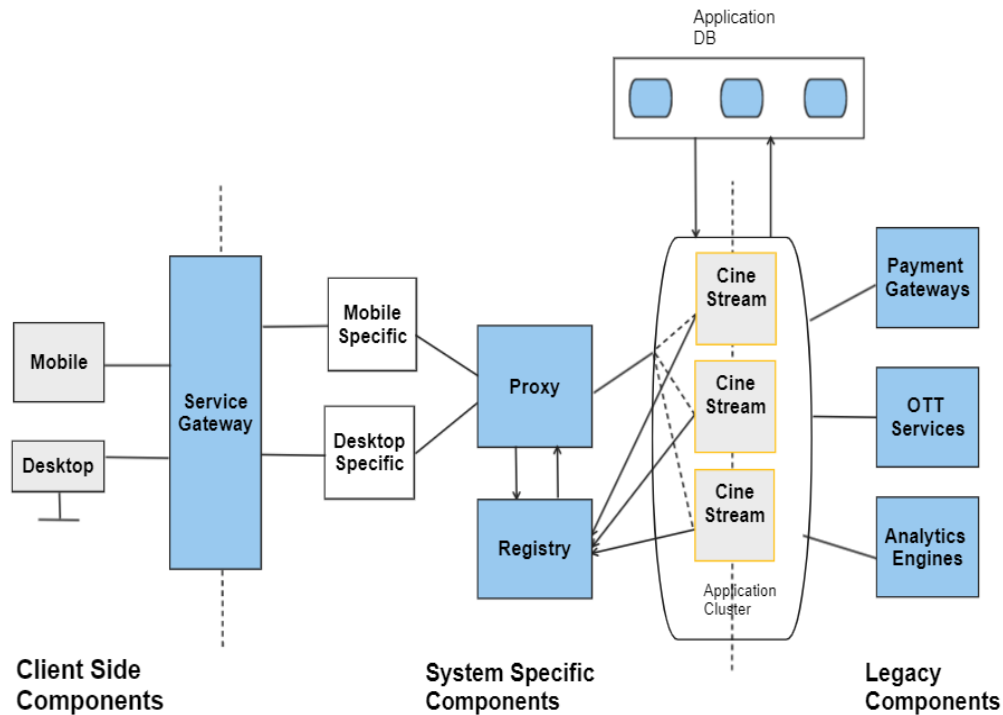 Application
DB
Mobile
Desktop
Service
Gateway
Mobile
Specific
Desktop
Specific
Proxy
Registry
Cine
Stream
Cine
Stream
Cine
Stream
Application
Cluster
Payment
Gateways
OTT
Services
Analytics
Engines
Client Side
Components
System Specific
Components
Legacy
Components